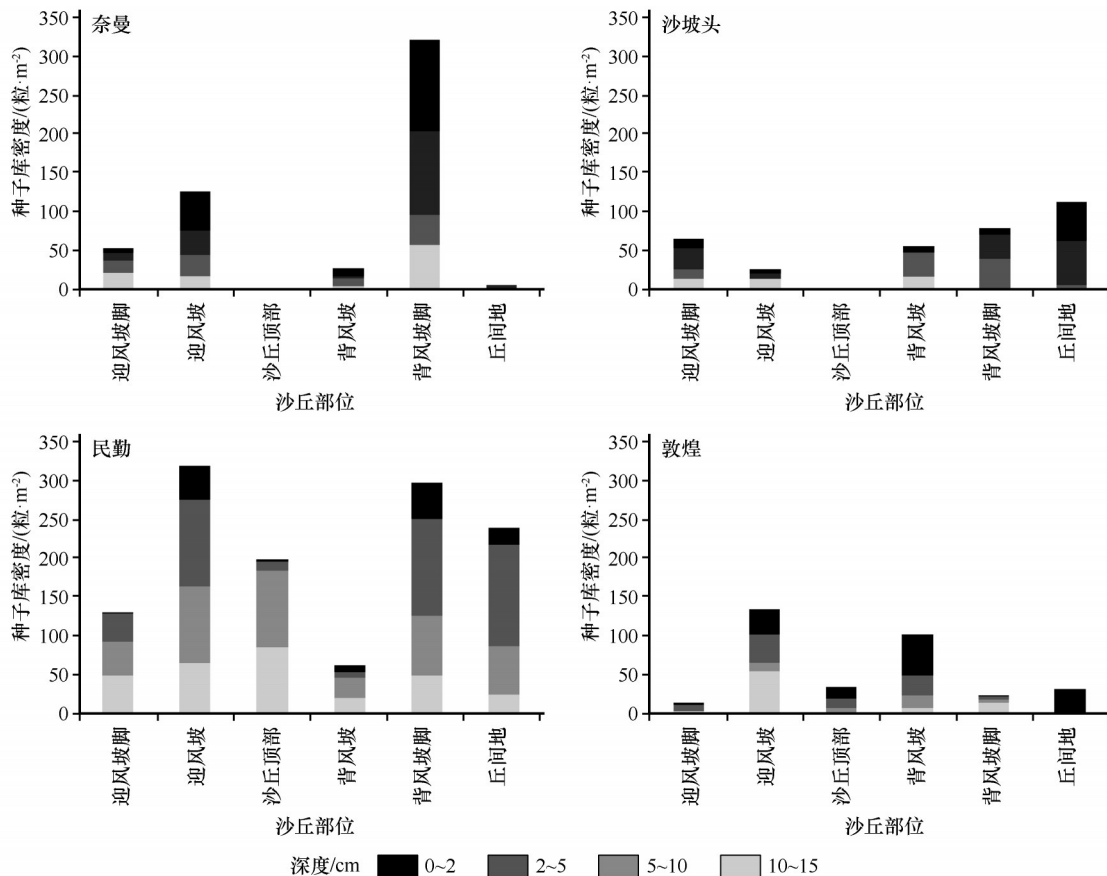 奈曼
种子库密度/(粒·m⁻²)
350
300
250
200
150
100
50
0
迎风坡脚
迎风坡
沙丘顶部
背风坡
背风坡脚
丘间地
沙丘部位
沙坡头
种子库密度/(粒·m⁻²)
350
300
250
200
150
100
50
0
迎风坡脚
迎风坡
沙丘顶部
背风坡
背风坡脚
丘间地
沙丘部位
民勤
种子库密度/(粒·m⁻²)
350
300
250
200
150
100
50
0
迎风坡脚
迎风坡
沙丘顶部
背风坡
背风坡脚
丘间地
沙丘部位
敦煌
种子库密度/(粒·m⁻²)
350
300
250
200
150
100
50
0
迎风坡脚
迎风坡
沙丘顶部
背风坡
背风坡脚
丘间地
沙丘部位
深度/cm 0~2 2~5 5~10 10~15